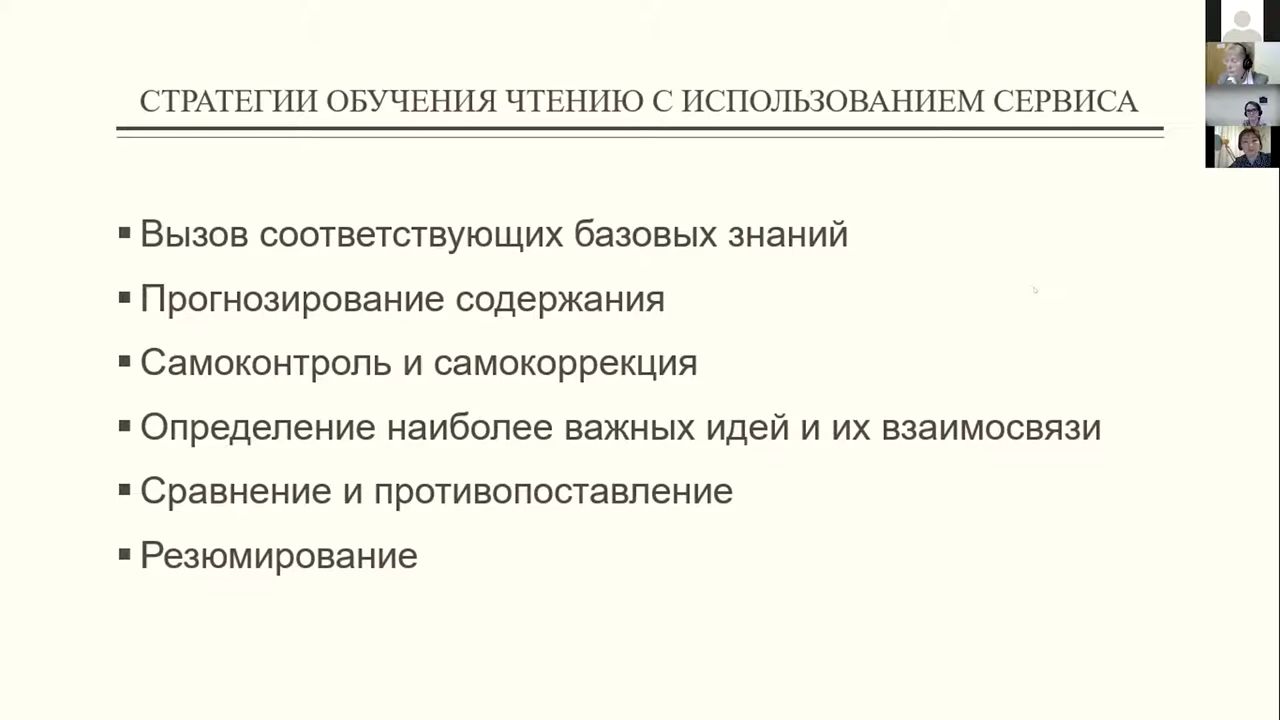 СТРАТЕГИИ ОБУЧЕНИЯ ЧТЕНИЮ С ИСПОЛЬЗОВАНИЕМ СЕРВИСА
▪ Вызов соответствующих базовых знаний
▪ Прогнозирование содержания
▪ Самоконтроль и самокоррекция
▪ Определение наиболее важных идей и их взаимосвязи
▪ Сравнение и противопоставление
▪ Резюмирование